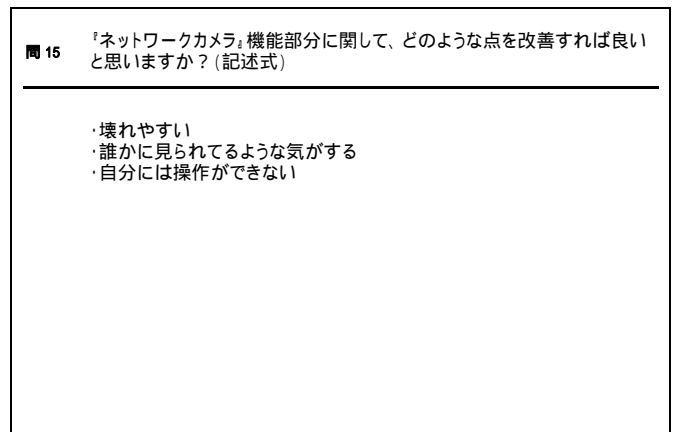 問 15 『ネットワークカメラ』機能部分に関して、どのような点を改善すれば良い
と思いますか？(記述式)
・壊れやすい
・誰かに見られてるような気がする
・自分には操作ができない